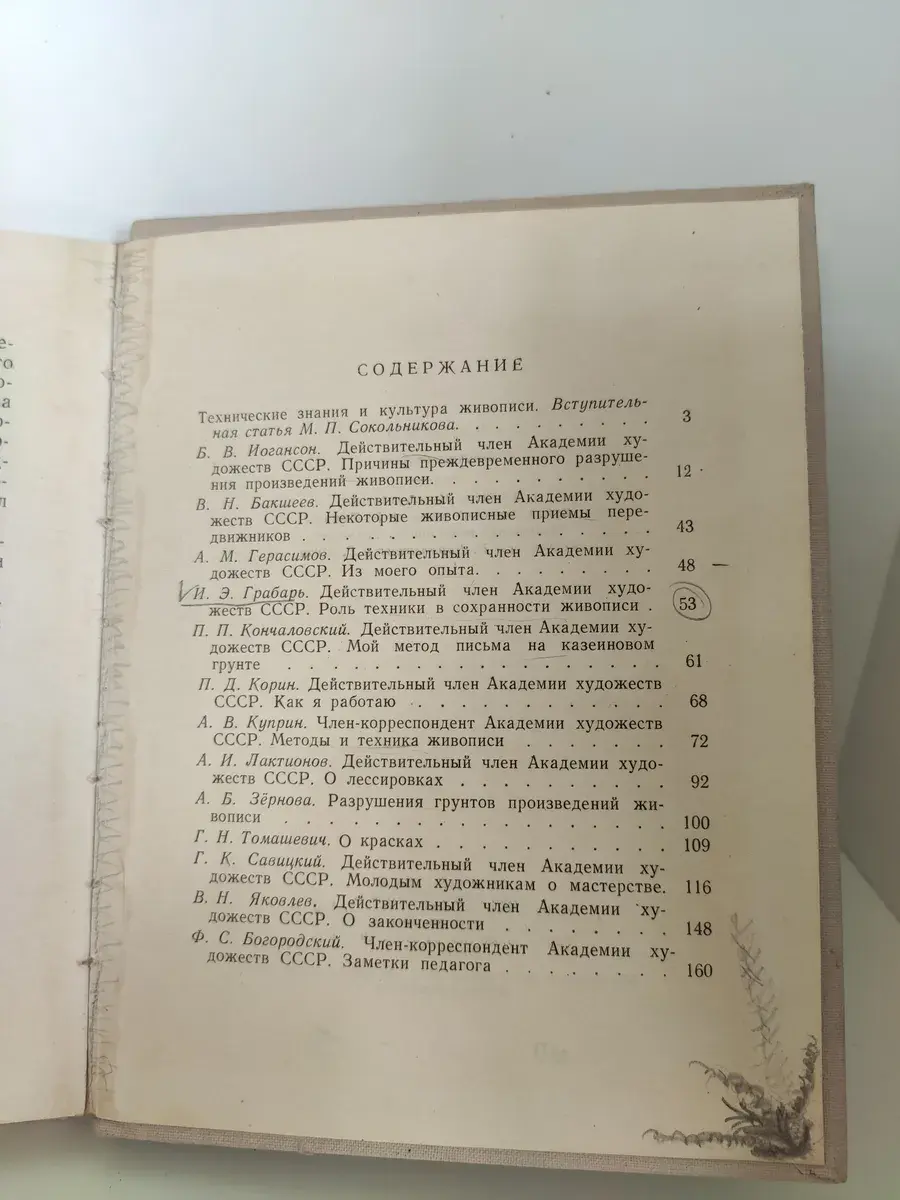 е-
го
о-
а
о-
о-
.-
л
и
СОДЕРЖАНИЕ
Технические знания и культура живописи. Вступитель-
ная статья М. П. Сокольникова. . . . . . . . . . 3
Б. В. Иогансон. Действительный член Академии ху-
дожеств СССР. Причины преждевременного разруше-
ния произведений живописи. . . . . . . . . . . 12
В. Н. Бакшеев. Действительный член Академии худо-
жеств СССР. Некоторые живописные приемы пере-
движников . . . . . . . . . . . . . . . . 43
А. М. Герасимов. Действительный член Академии ху-
дожеств СССР. Из моего опыта. . . . . . . . . 48 —
И. Э. Грабарь. Действительный член Академии худо-
жеств СССР. Роль техники в сохранности живописи . 53
П. П. Кончаловский. Действительный член Академии ху-
дожеств СССР. Мой метод письма на казеиновом
грунте . . . . . . . . . . . . . . . . . 61
П. Д. Корин. Действительный член Академии художеств
СССР. Как я работаю . . . . . . . . . . . 68
А. В. Куприн. Член-корреспондент Академии художеств
СССР. Методы и техника живописи . . . . . . . 72
А. И. Лактионов. Действительный член Академии худо-
жеств СССР. О лессировках . . . . . . . . . . 92
А. Б. Зёрнова. Разрушения грунтов произведений жи-
вописи . . . . . . . . . . . . . . . . . 100
Г. Н. Томашевич. О красках . . . . . . . . . . . 109
Г. К. Савицкий. Действительный член Академии ху-
дожеств СССР. Молодым художникам о мастерстве. 116
В. Н. Яковлев. Действительный член Академии ху-
дожеств СССР. О законченности . . . . . . . . 148
Ф. С. Богородский. Член-корреспондент Академии ху-
дожеств СССР. Заметки педагога . . . . . . . . 160